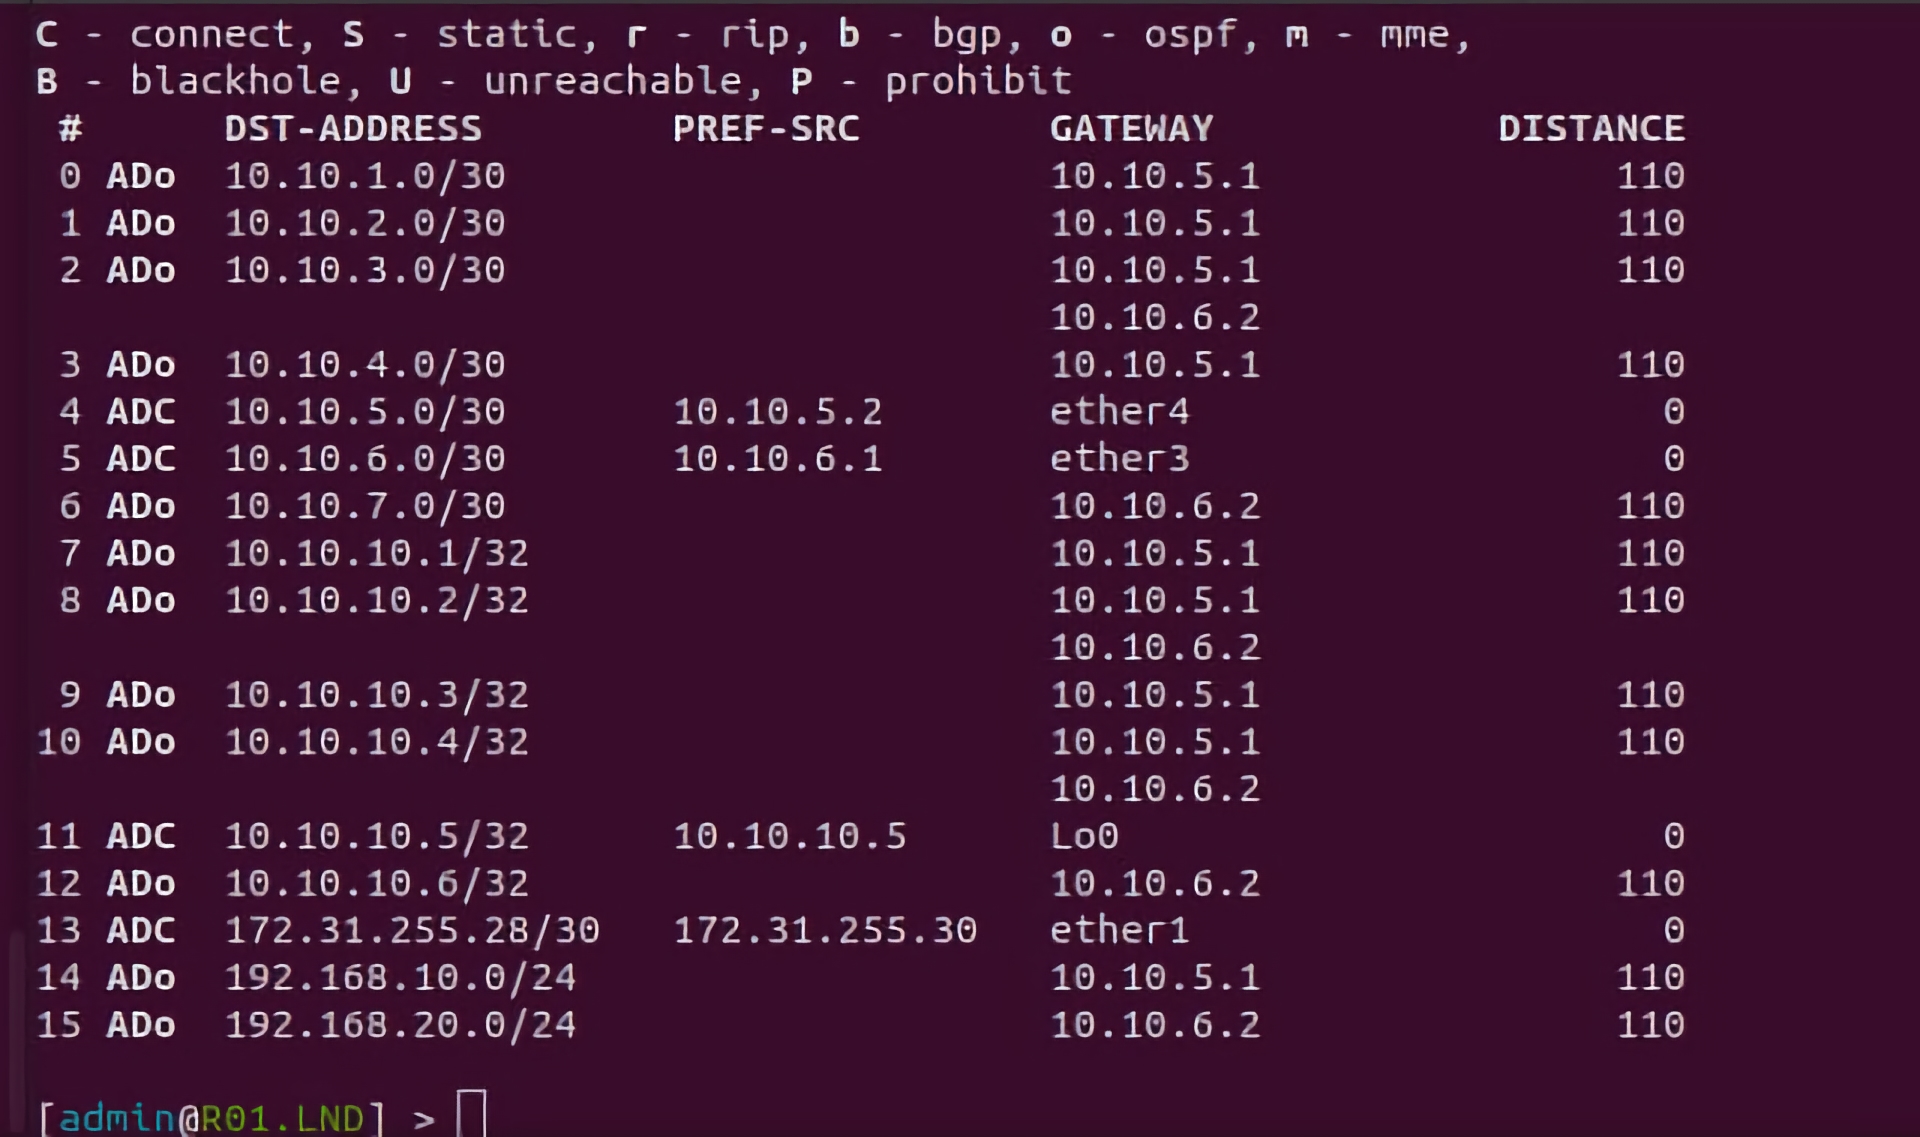 C - connect, S - static, r - rip, b - bgp, o - ospf, m - mme,
B - blackhole, U - unreachable, P - prohibit
 #      DST-ADDRESS        PREF-SRC        GATEWAY            DISTANCE
 0 ADo  10.10.1.0/30                       10.10.5.1               110
 1 ADo  10.10.2.0/30                       10.10.5.1               110
 2 ADo  10.10.3.0/30                       10.10.5.1               110
                                           10.10.6.2
 3 ADo  10.10.4.0/30                       10.10.5.1               110
 4 ADC  10.10.5.0/30       10.10.5.2       ether4                    0
 5 ADC  10.10.6.0/30       10.10.6.1       ether3                    0
 6 ADo  10.10.7.0/30                       10.10.6.2               110
 7 ADo  10.10.10.1/32                      10.10.5.1               110
 8 ADo  10.10.10.2/32                      10.10.5.1               110
                                           10.10.6.2
 9 ADo  10.10.10.3/32                      10.10.5.1               110
10 ADo  10.10.10.4/32                      10.10.5.1               110
                                           10.10.6.2
11 ADC  10.10.10.5/32      10.10.10.5      Lo0                       0
12 ADo  10.10.10.6/32                      10.10.6.2               110
13 ADC  172.31.255.28/30   172.31.255.30   ether1                    0
14 ADo  192.168.10.0/24                    10.10.5.1               110
15 ADo  192.168.20.0/24                    10.10.6.2               110
[admin@R01.LND] >